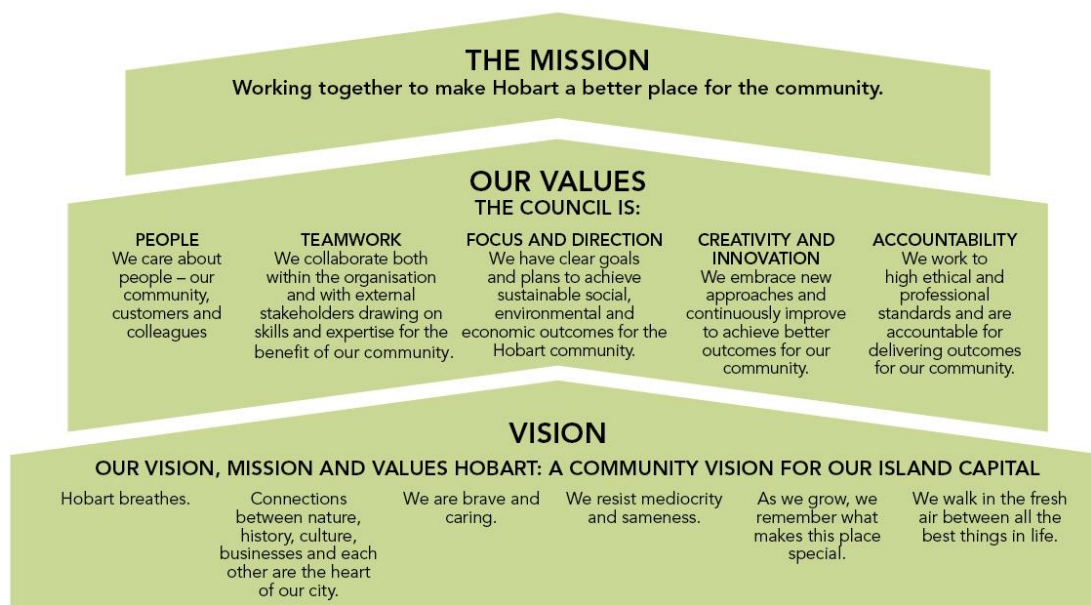 THE MISSION
Working together to make Hobart a better place for the community.
OUR VALUES
THE COUNCIL IS:
PEOPLE
We care about
people – our
community,
customers and
colleagues
TEAMWORK
We collaborate both
within the organisation
and with external
stakeholders drawing on
skills and expertise for the
benefit of our community.
FOCUS AND DIRECTION
We have clear goals
and plans to achieve
sustainable social,
environmental and
economic outcomes for the
Hobart community.
CREATIVITY AND
INNOVATION
We embrace new
approaches and
continuously improve
to achieve better
outcomes for our
community.
ACCOUNTABILITY
We work to
high ethical and
professional
standards and are
accountable for
delivering outcomes
for our community.
VISION
OUR VISION, MISSION AND VALUES HOBART: A COMMUNITY VISION FOR OUR ISLAND CAPITAL
Hobart breathes.
Connections
between nature,
history, culture,
businesses and each
other are the heart
of our city.
We are brave and
caring.
We resist mediocrity
and sameness.
As we grow, we
remember what
makes this place
special.
We walk in the fresh
air between all the
best things in life.